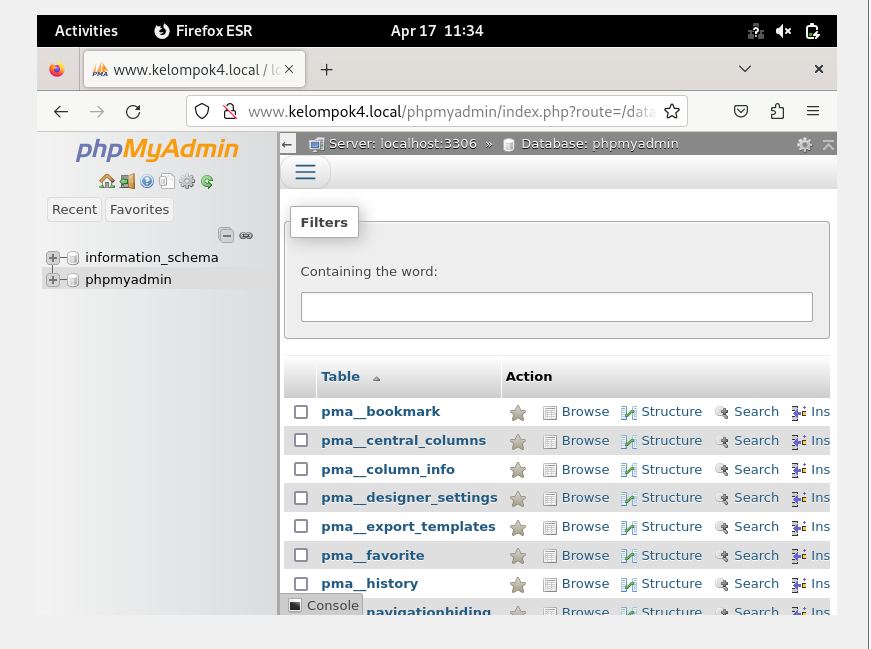 Activities Firefox ESR Apr 17 11:34
www.kelompok4.local / lo
www.kelompok4.local/phpmyadmin/index.php?route=/data
phpMyAdmin
Server: localhost:3306 » Database: phpmyadmin
Recent Favorites
information_schema
phpmyadmin
Filters
Containing the word:
Table Action
pma__bookmark Browse Structure Search Ins
pma__central_columns Browse Structure Search Ins
pma__column_info Browse Structure Search Ins
pma__designer_settings Browse Structure Search Ins
pma__export_templates Browse Structure Search Ins
pma__favorite Browse Structure Search Ins
pma__history Browse Structure Search Ins
navigationhiding Browse Structure Search Ins
Console